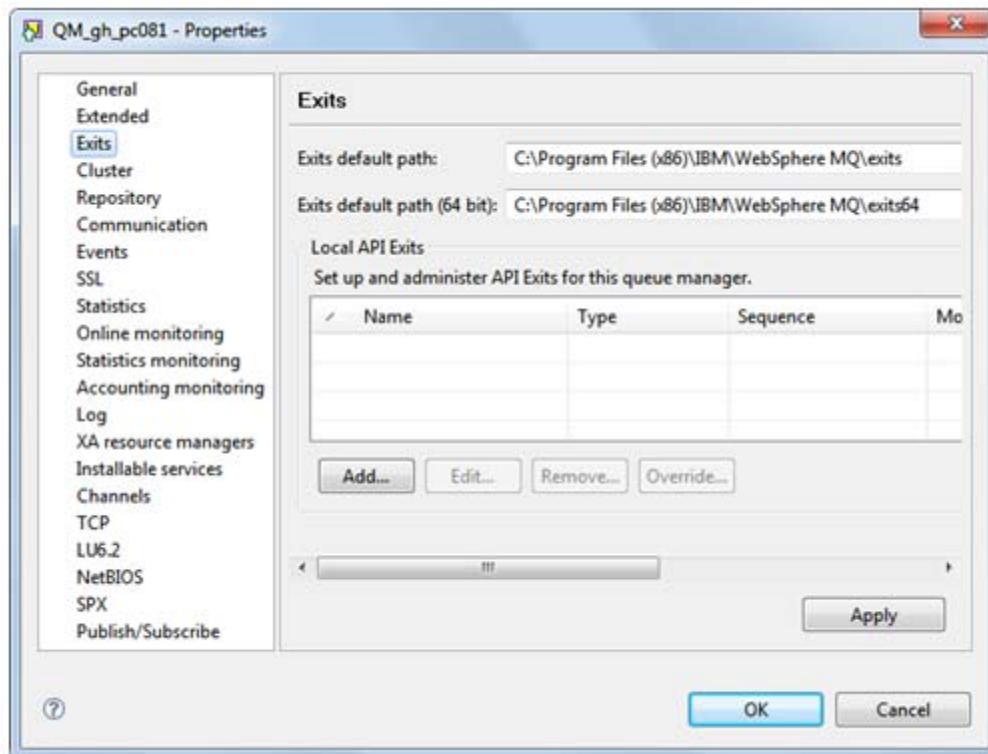 QM_gh_pc081 - Properties
General
Extended
Exits
Cluster
Repository
Communication
Events
SSL
Statistics
Online monitoring
Statistics monitoring
Accounting monitoring
Log
XA resource managers
Installable services
Channels
TCP
LU6.2
NetBIOS
SPX
Publish/Subscribe
Exits
Exits default path: C:\Program Files (x86)\IBM\WebSphere MQ\exits
Exits default path (64 bit): C:\Program Files (x86)\IBM\WebSphere MQ\exits64
Local API Exits
Set up and administer API Exits for this queue manager.
Name Type Sequence Mo
Add... Edit... Remove... Override...
Apply
OK Cancel